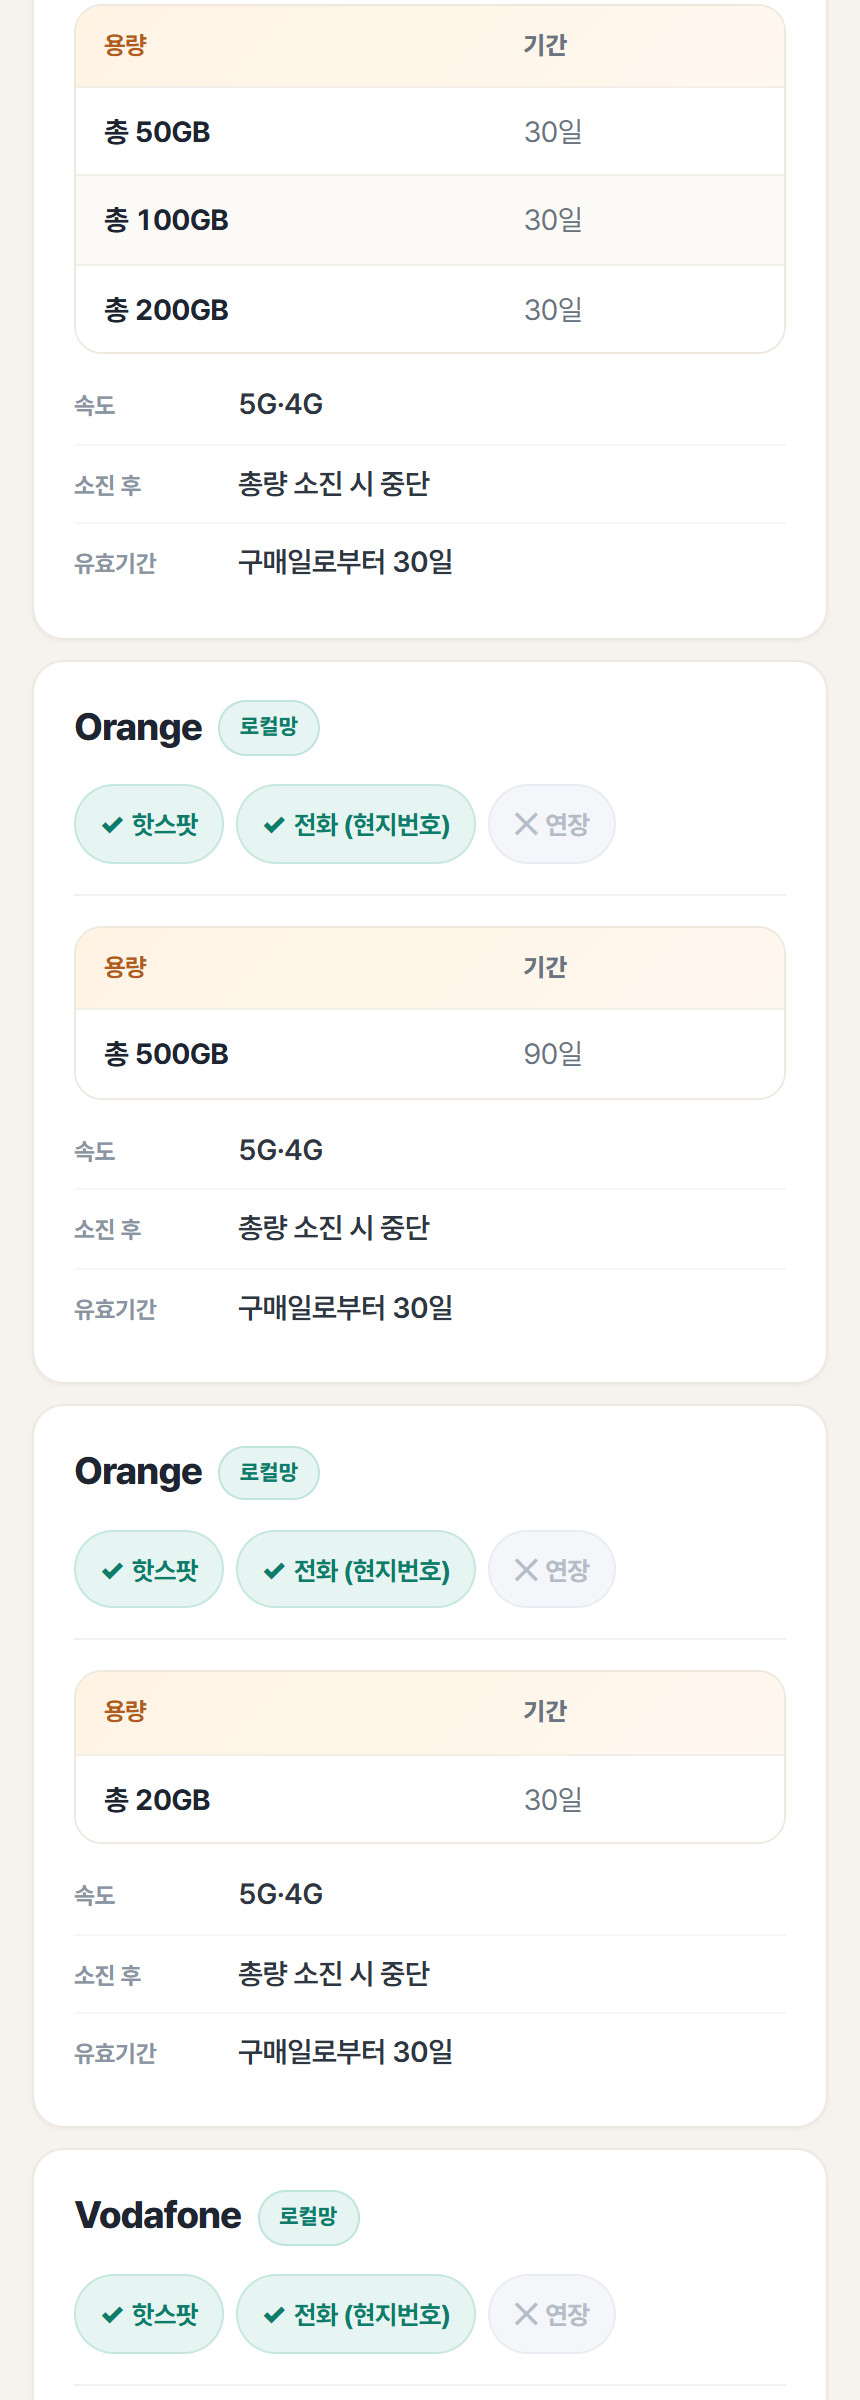 용량 기간
총 50GB 30일
총 100GB 30일
총 200GB 30일
속도 5G·4G
소진 후 총량 소진 시 중단
유효기간 구매일로부터 30일
Orange 로컬망
✓ 핫스팟 ✓ 전화 (현지번호) ✕ 연장
용량 기간
총 500GB 90일
속도 5G·4G
소진 후 총량 소진 시 중단
유효기간 구매일로부터 30일
Orange 로컬망
✓ 핫스팟 ✓ 전화 (현지번호) ✕ 연장
용량 기간
총 20GB 30일
속도 5G·4G
소진 후 총량 소진 시 중단
유효기간 구매일로부터 30일
Vodafone 로컬망
✓ 핫스팟 ✓ 전화 (현지번호) ✕ 연장